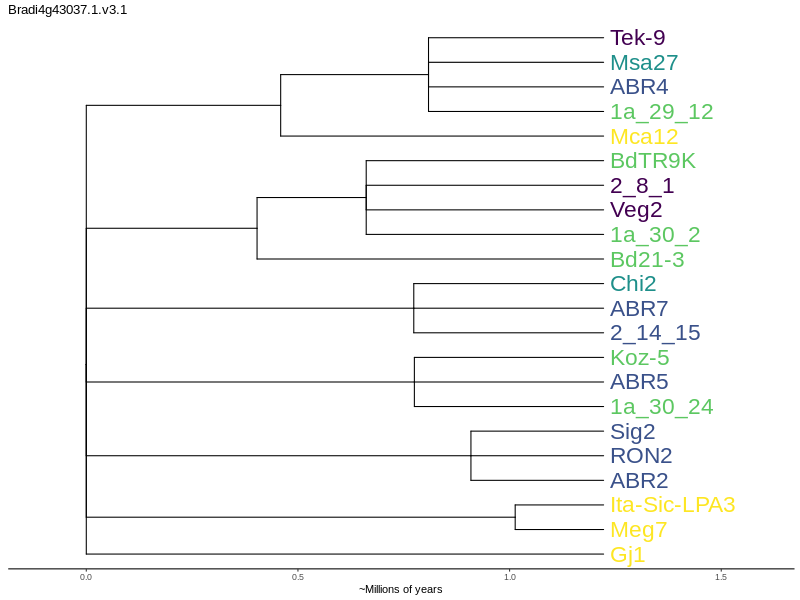 Bradi4g43037.1.v3.1
Tek-9
Msa27
ABR4
1a_29_12
Mca12
BdTR9K
2_8_1
Veg2
1a_30_2
Bd21-3
Chi2
ABR7
2_14_15
Koz-5
ABR5
1a_30_24
Sig2
RON2
ABR2
Ita-Sic-LPA3
Meg7
Gj1
0.0 0.5 1.0 1.5
~Millions of years